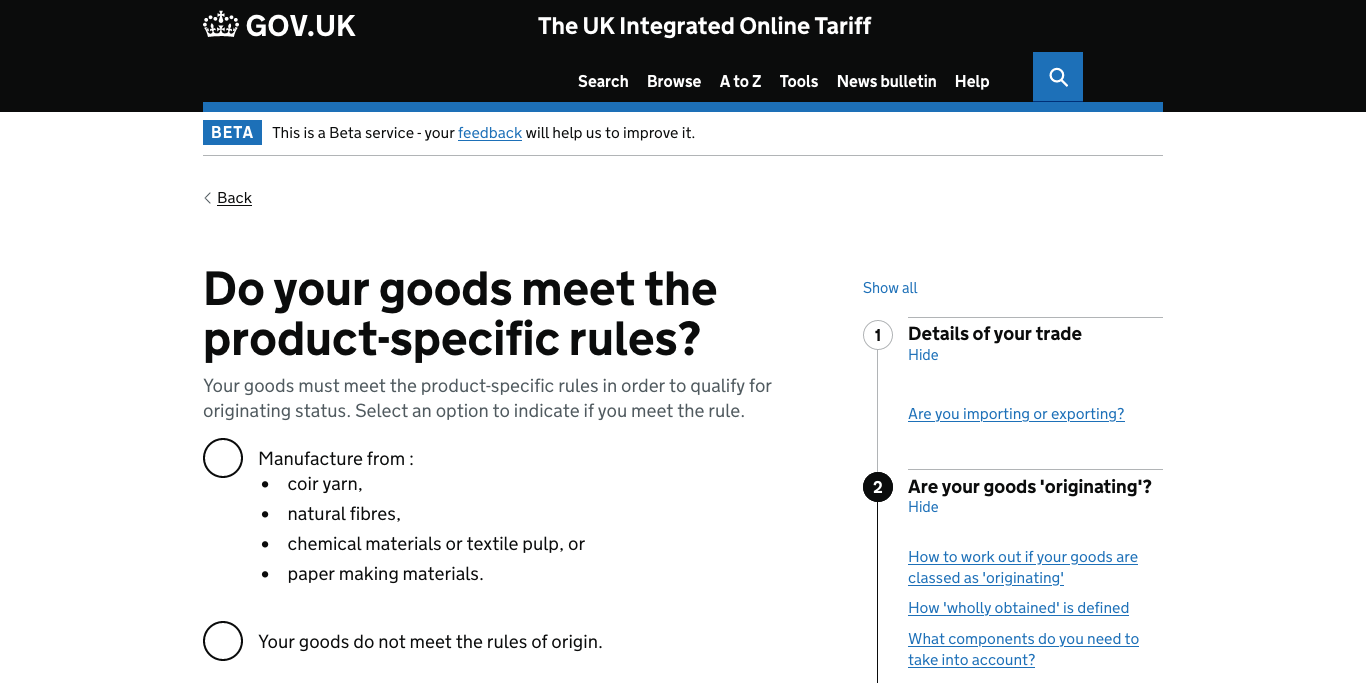 GOV.UK
The UK Integrated Online Tariff
Search Browse A to Z Tools News bulletin Help
BETA This is a Beta service - your feedback will help us to improve it.
Back
Do your goods meet the
product-specific rules?
Your goods must meet the product-specific rules in order to qualify for
originating status. Select an option to indicate if you meet the rule.
Manufacture from :
• coir yarn,
• natural fibres,
• chemical materials or textile pulp, or
• paper making materials.
Your goods do not meet the rules of origin.
Show all
1 Details of your trade
Hide
Are you importing or exporting?
2 Are your goods 'originating'?
Hide
How to work out if your goods are
classed as 'originating'
How 'wholly obtained' is defined
What components do you need to
take into account?